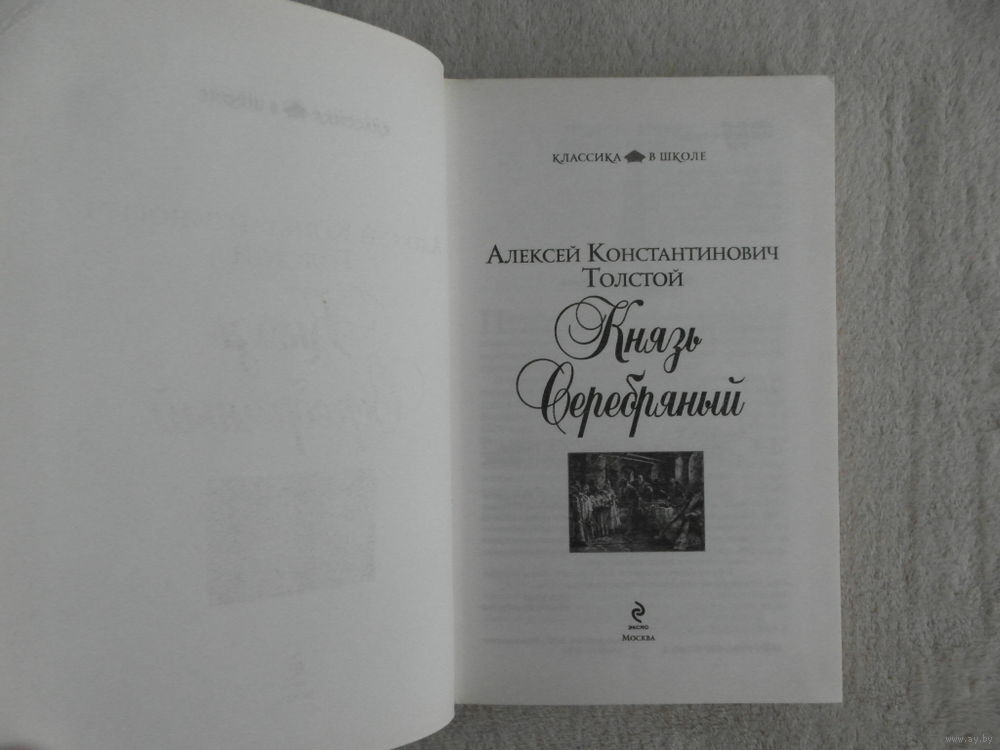 КЛАССИКА В ШКОЛЕ
АЛЕКСЕЙ КОНСТАНТИНОВИЧ
ТОЛСТОЙ
Князь
Серебряный
ЭКСМО
МОСКВА
www.ay.by